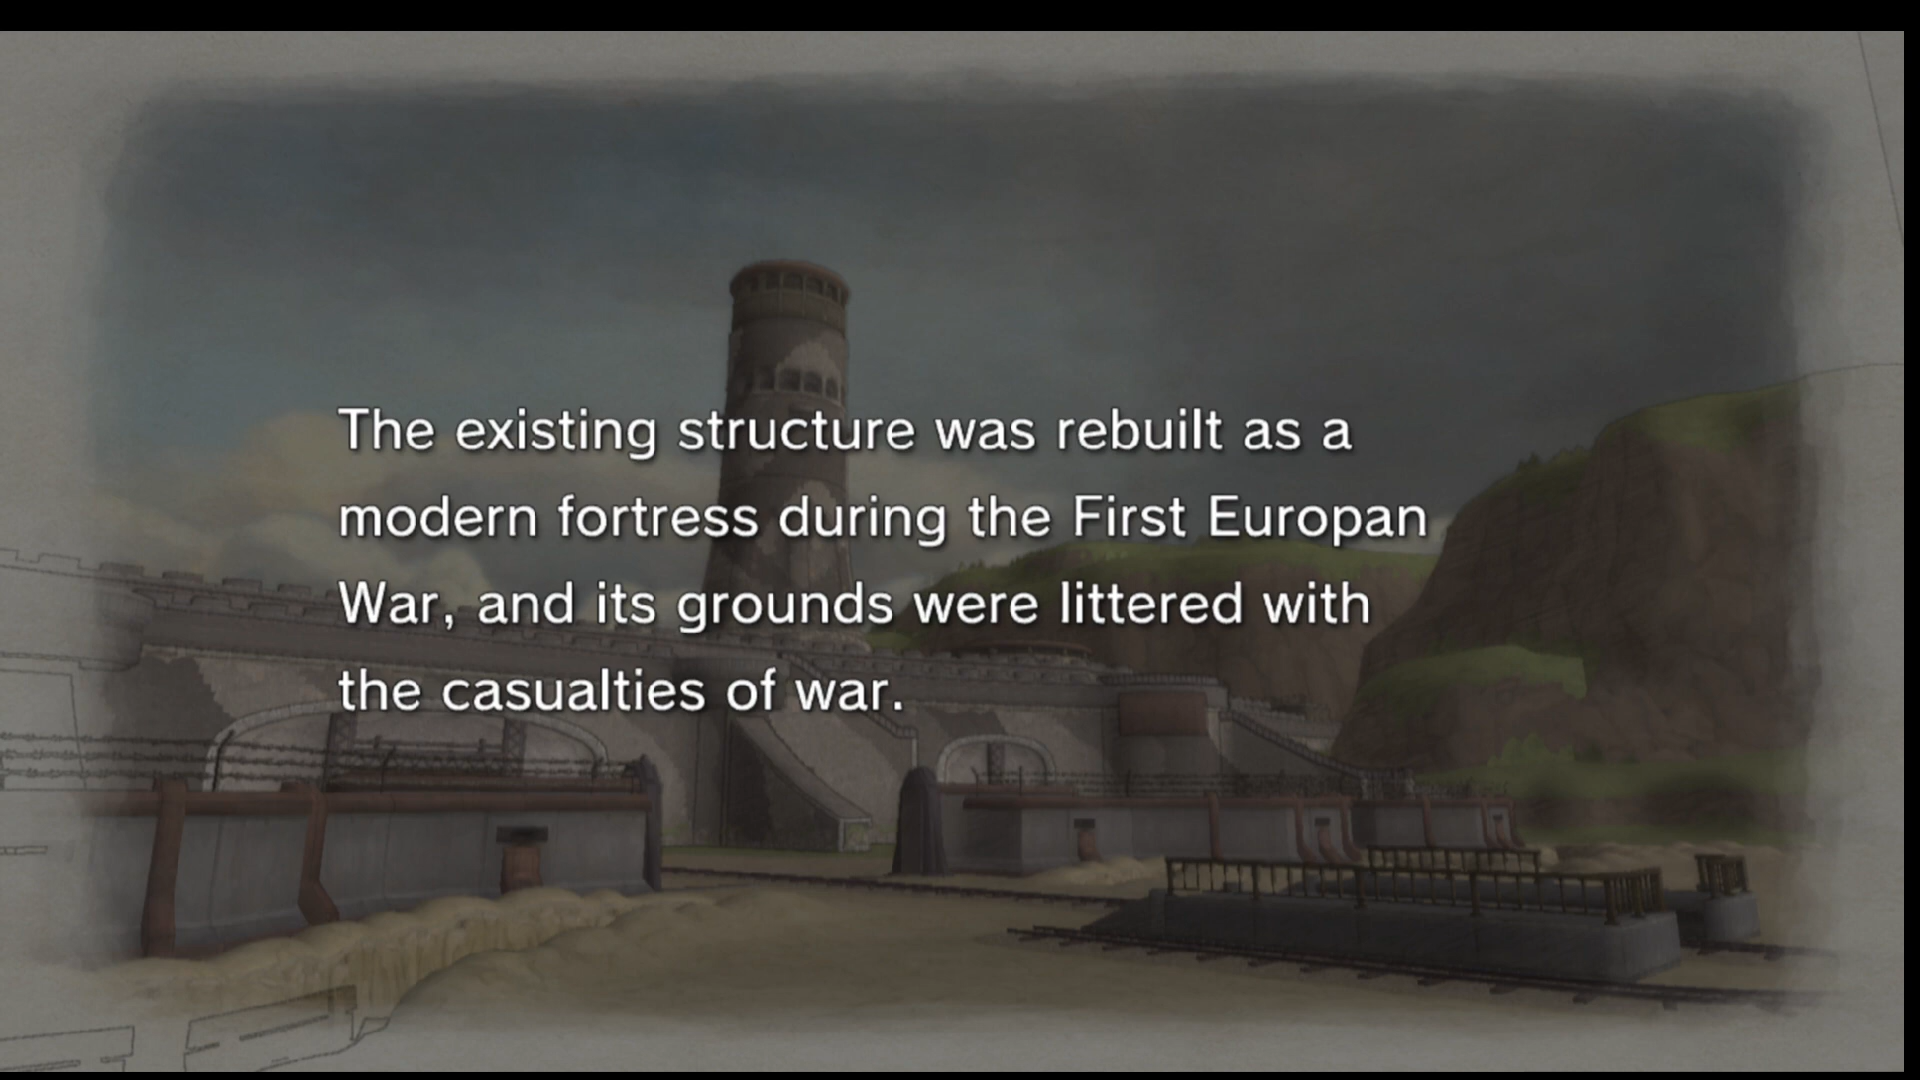 The existing structure was rebuilt as a
modern fortress during the First Europan
War, and its grounds were littered with
the casualties of war.